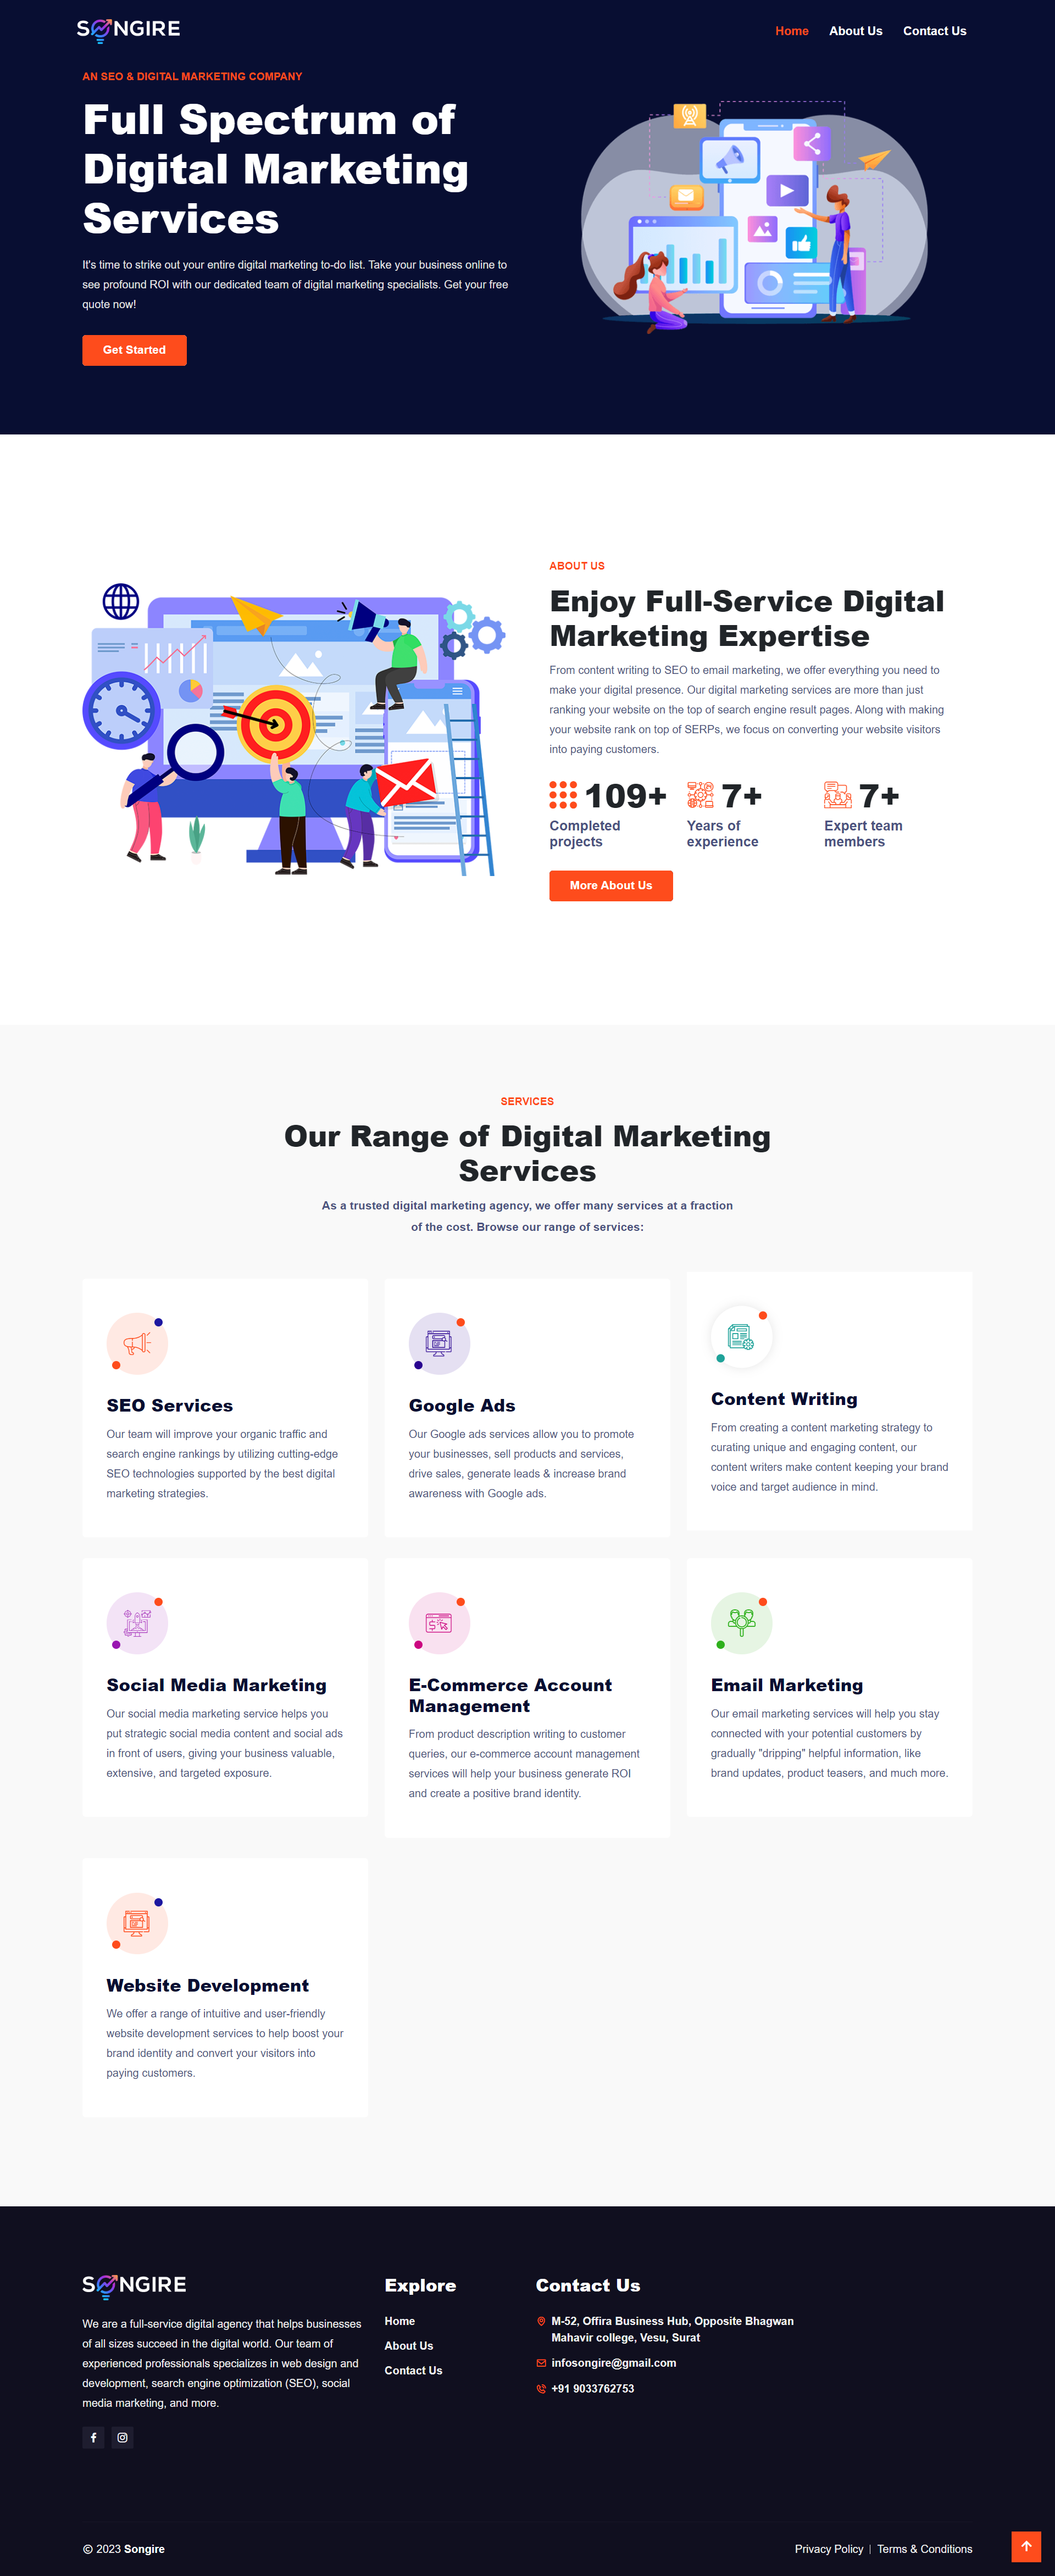 SONGIRE
Home
About Us
Contact Us
AN SEO & DIGITAL MARKETING COMPANY
Full Spectrum of
Digital Marketing
Services
It's time to strike out your entire digital marketing to-do list. Take your business online to
see profound ROI with our dedicated team of digital marketing specialists. Get your free
quote now!
Get Started
ABOUT US
Enjoy Full-Service Digital
Marketing Expertise
From content writing to SEO to email marketing, we offer everything you need to
make your digital presence. Our digital marketing services are more than just
ranking your website on the top of search engine result pages. Along with making
your website rank on top of SERPs, we focus on converting your website visitors
into paying customers.
109+
Completed
projects
7+
Years of
experience
7+
Expert team
members
More About Us
SERVICES
Our Range of Digital Marketing
Services
As a trusted digital marketing agency, we offer many services at a fraction
of the cost. Browse our range of services:
SEO Services
Our team will improve your organic traffic and
search engine rankings by utilizing cutting-edge
SEO technologies supported by the best digital
marketing strategies.
Google Ads
Our Google ads services allow you to promote
your businesses, sell products and services,
drive sales, generate leads & increase brand
awareness with Google ads.
Content Writing
From creating a content marketing strategy to
curating unique and engaging content, our
content writers make content keeping your brand
voice and target audience in mind.
Social Media Marketing
Our social media marketing service helps you
put strategic social media content and social ads
in front of users, giving your business valuable,
extensive, and targeted exposure.
E-Commerce Account
Management
From product description writing to customer
queries, our e-commerce account management
services will help your business generate ROI
and create a positive brand identity.
Email Marketing
Our email marketing services will help you stay
connected with your potential customers by
gradually "dripping" helpful information, like
brand updates, product teasers, and much more.
Website Development
We offer a range of intuitive and user-friendly
website development services to help boost your
brand identity and convert your visitors into
paying customers.
SONGIRE
We are a full-service digital agency that helps businesses
of all sizes succeed in the digital world. Our team of
experienced professionals specializes in web design and
development, search engine optimization (SEO), social
media marketing, and more.
Explore
Home
About Us
Contact Us
Contact Us
M-52, Offira Business Hub, Opposite Bhagwan
Mahavir college, Vesu, Surat
infosongire@gmail.com
+91 9033762753
© 2023 Songire
Privacy Policy | Terms & Conditions